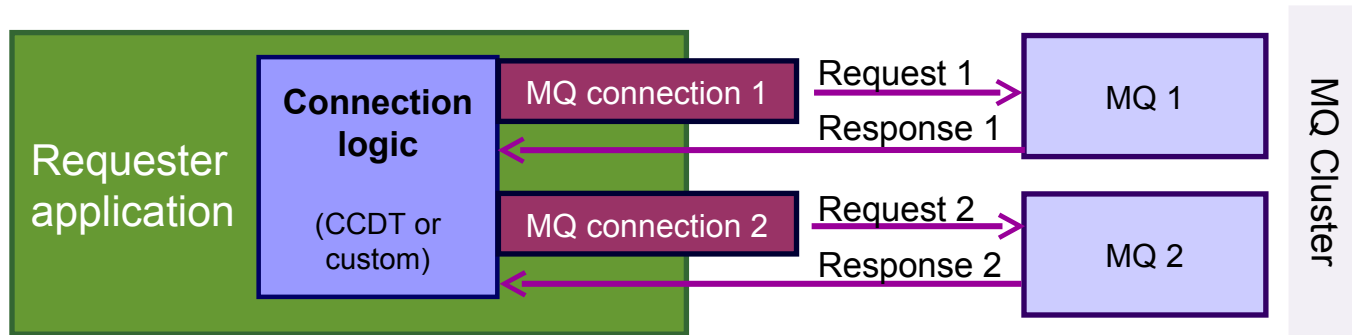 Requester
application
Connection
logic
(CCDT or
custom)
MQ connection 1
Request 1
Response 1
MQ 1
MQ connection 2
Request 2
Response 2
MQ 2
MQ Cluster